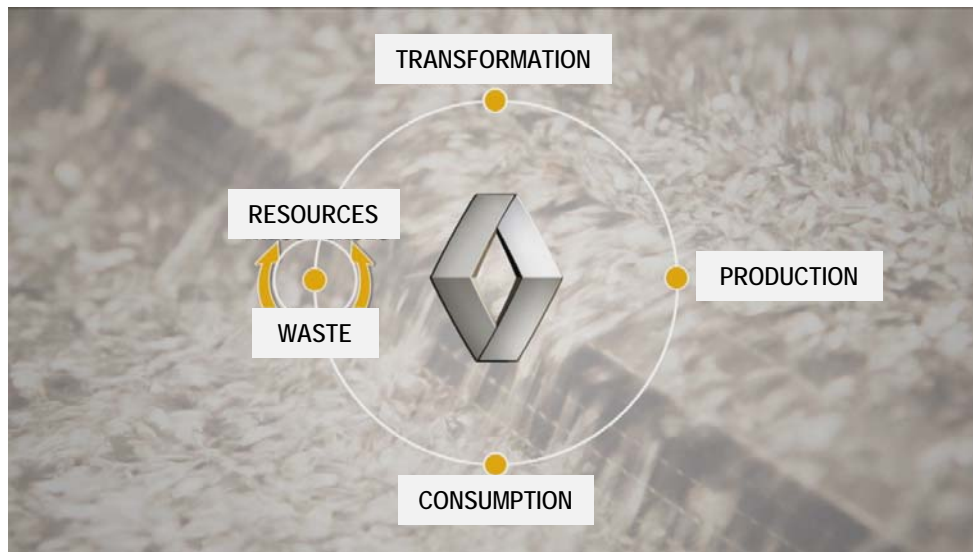 TRANSFORMATION
RESOURCES
PRODUCTION
WASTE
CONSUMPTION